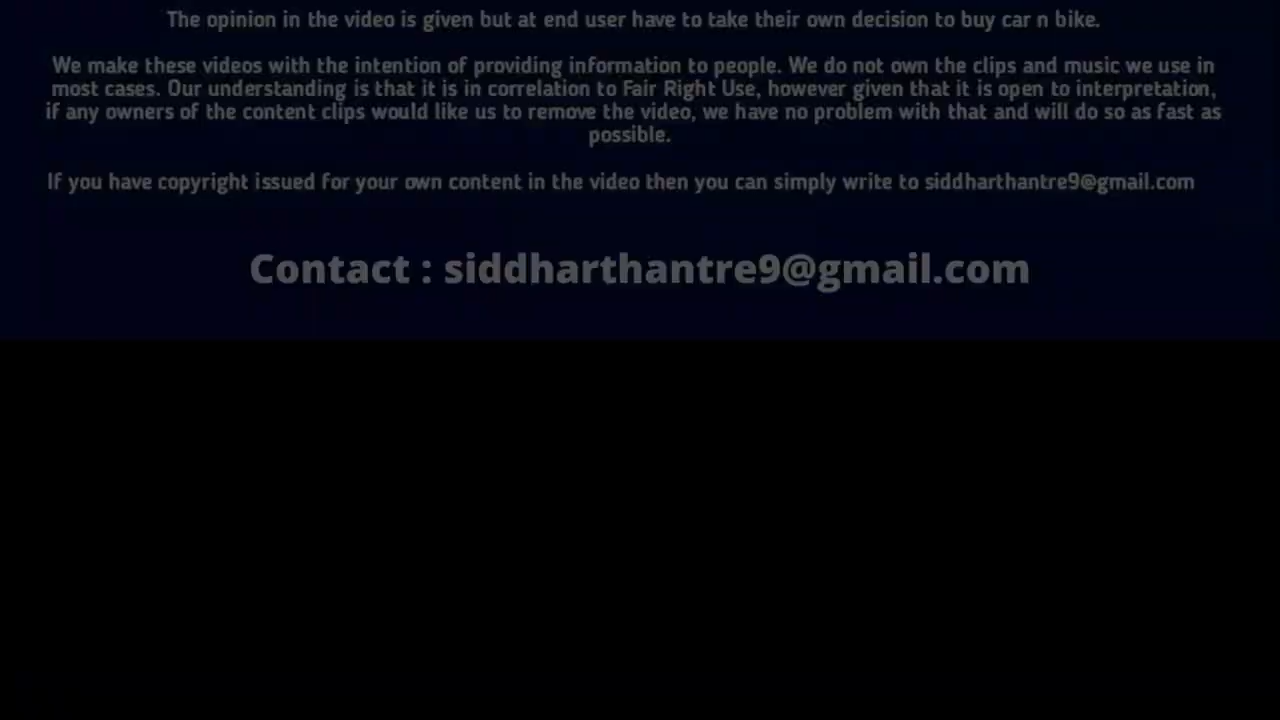 The opinion in the video is given but at end user have to take their own decision to buy car n bike.
We make these videos with the intention of providing information to people. We do not own the clips and music we use in
most cases. Our understanding is that it is in correlation to Fair Right Use, however given that it is open to interpretation,
if any owners of the content clips would like us to remove the video, we have no problem with that and will do so as fast as
possible.
If you have copyright issued for your own content in the video then you can simply write to siddharthantre9@gmail.com
Contact : siddharthantre9@gmail.com